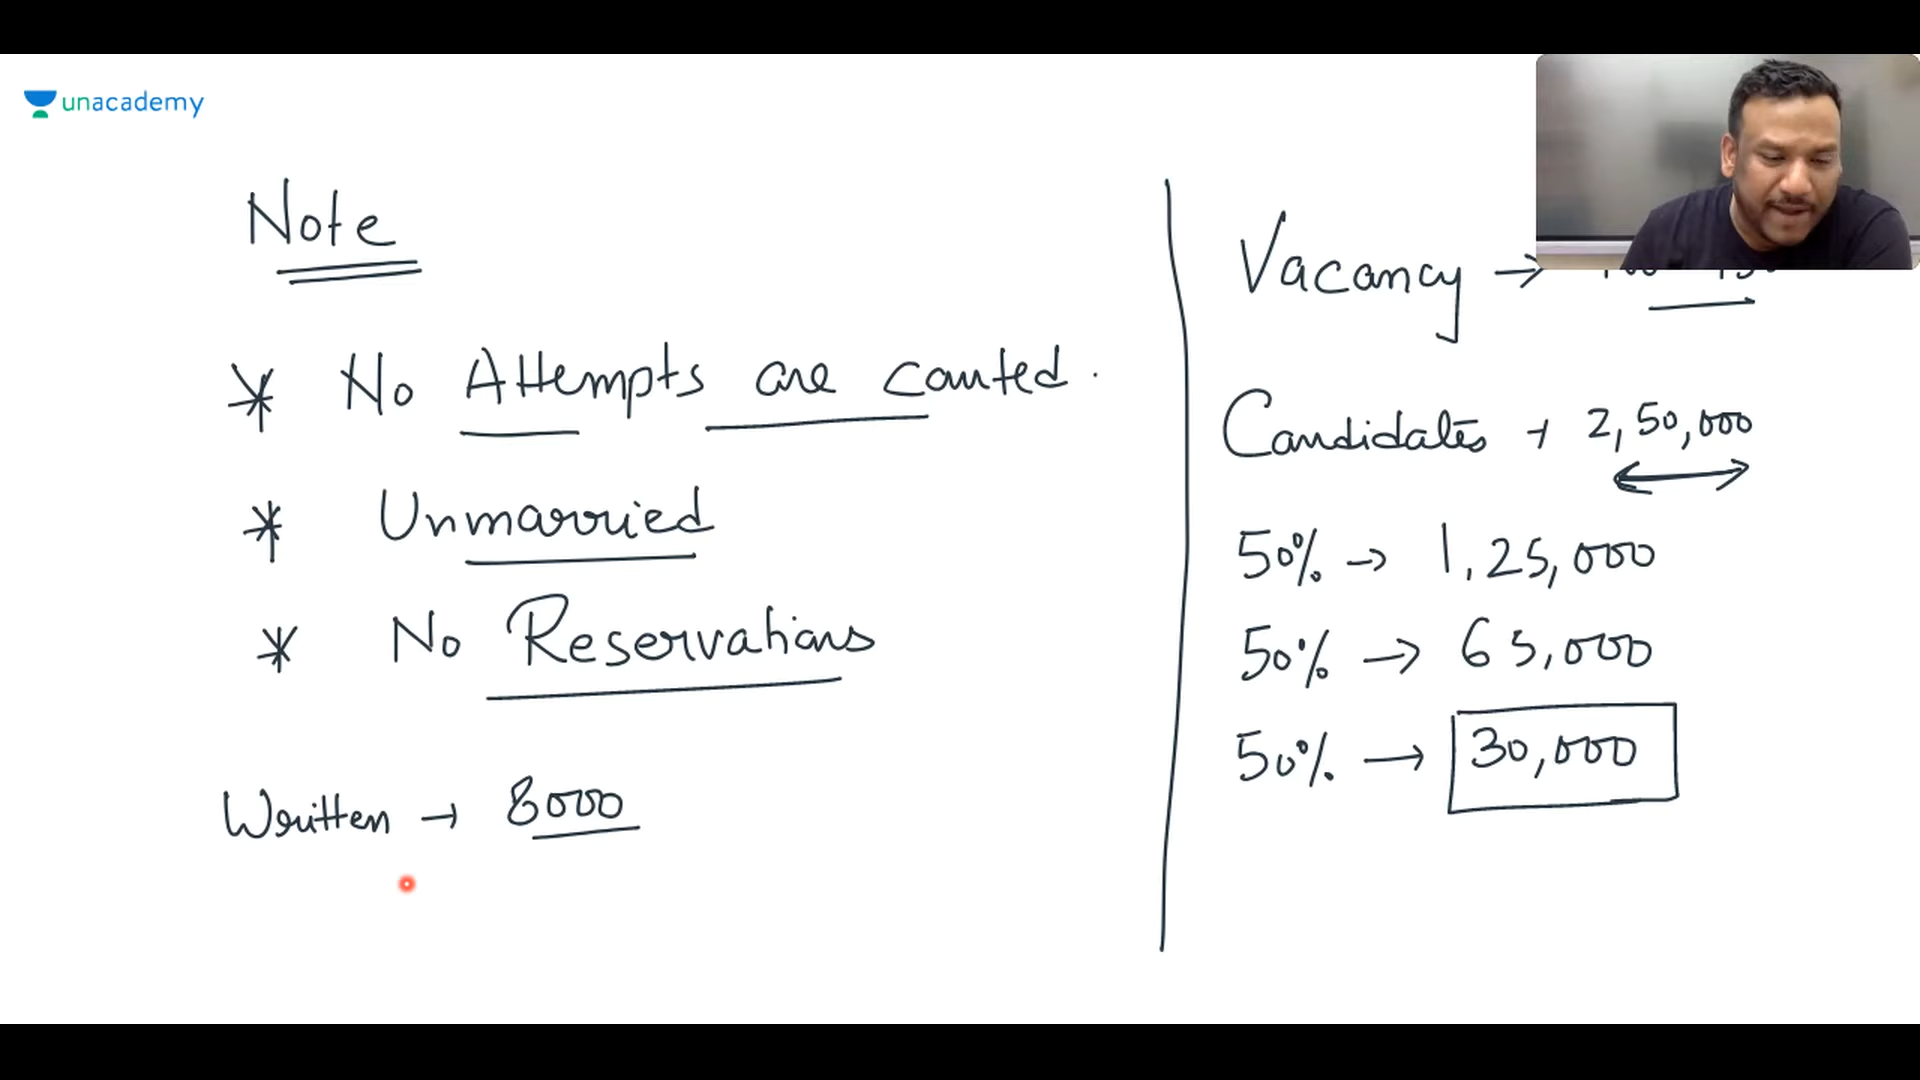 unacademy
Note
* No Attempts are counted.
* Unmarried
* No Reservations
Written → 8000
Vacancy →
Candidates → 2,50,000
50% → 1,25,000
50% → 65,000
50% → 30,000